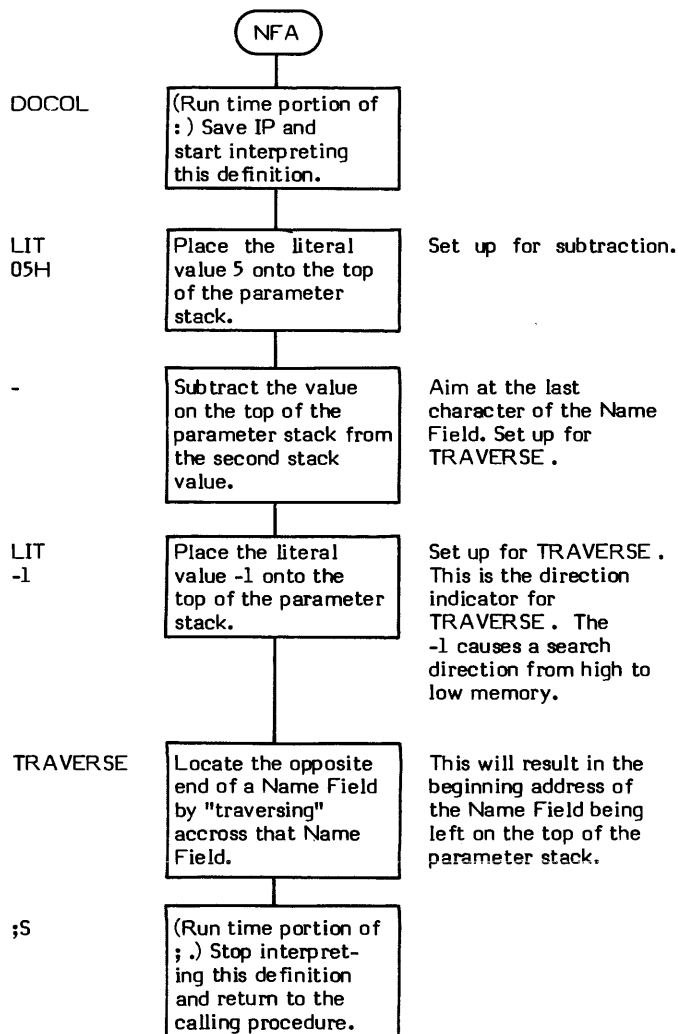 NFA
DOCOL
(Run time portion of
: ) Save IP and
start interpreting
this definition.
LIT
05H
Place the literal
value 5 onto the top
of the parameter
stack.
Set up for subtraction.
-
Subtract the value
on the top of the
parameter stack from
the second stack
value.
Aim at the last
character of the Name
Field. Set up for
TRAVERSE .
LIT
-1
Place the literal
value -1 onto the
top of the parameter
stack.
Set up for TRAVERSE .
This is the direction
indicator for
TRAVERSE . The
-1 causes a search
direction from high to
low memory.
TRAVERSE
Locate the opposite
end of a Name Field
by "traversing"
accross that Name
Field.
This will result in the
beginning address of
the Name Field being
left on the top of the
parameter stack.
;S
(Run time portion of
; .) Stop interpret-
ing this definition
and return to the
calling procedure.